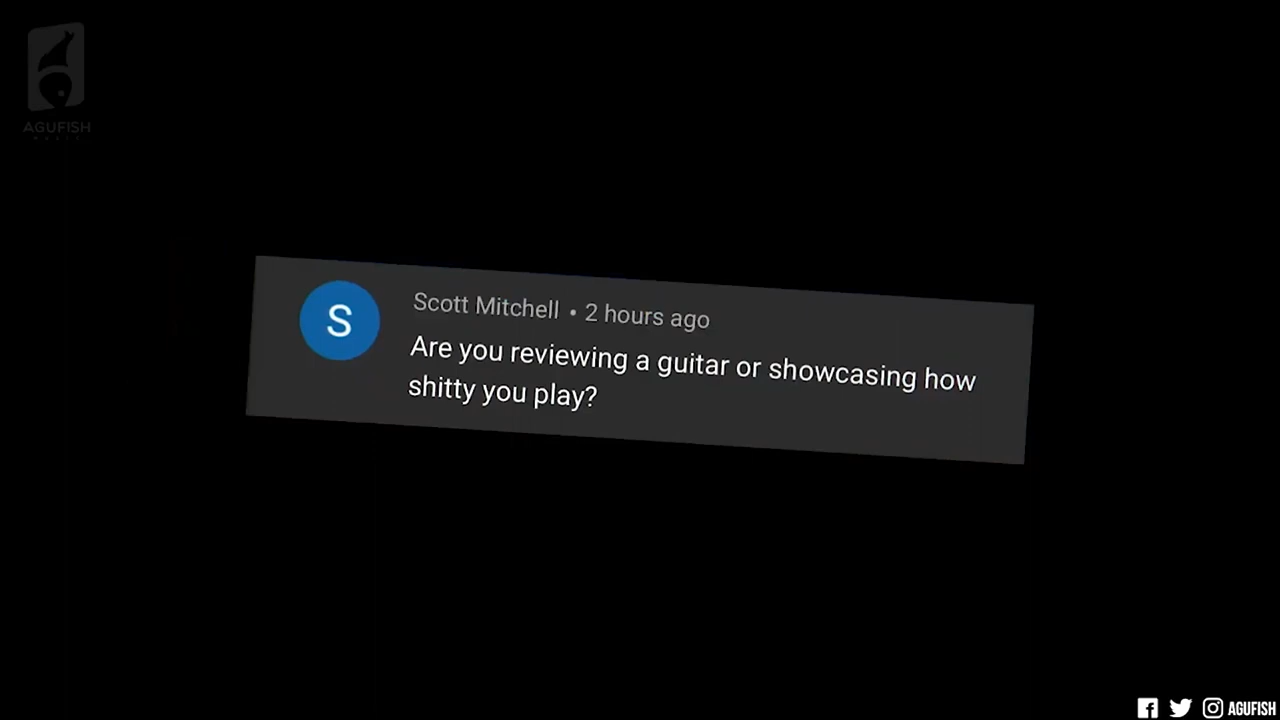 AGUFISH
S
Scott Mitchell • 2 hours ago
Are you reviewing a guitar or showcasing how
shitty you play?
AGUFISH